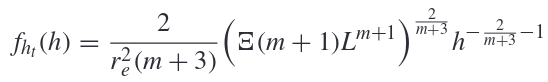 $f_{h_t}(h) = \frac{2}{r_e^2(m+3)} \left( \Xi(m+1)L^{m+1} \right)^{\frac{2}{m+3}} h^{-\frac{2}{m+3}-1}$